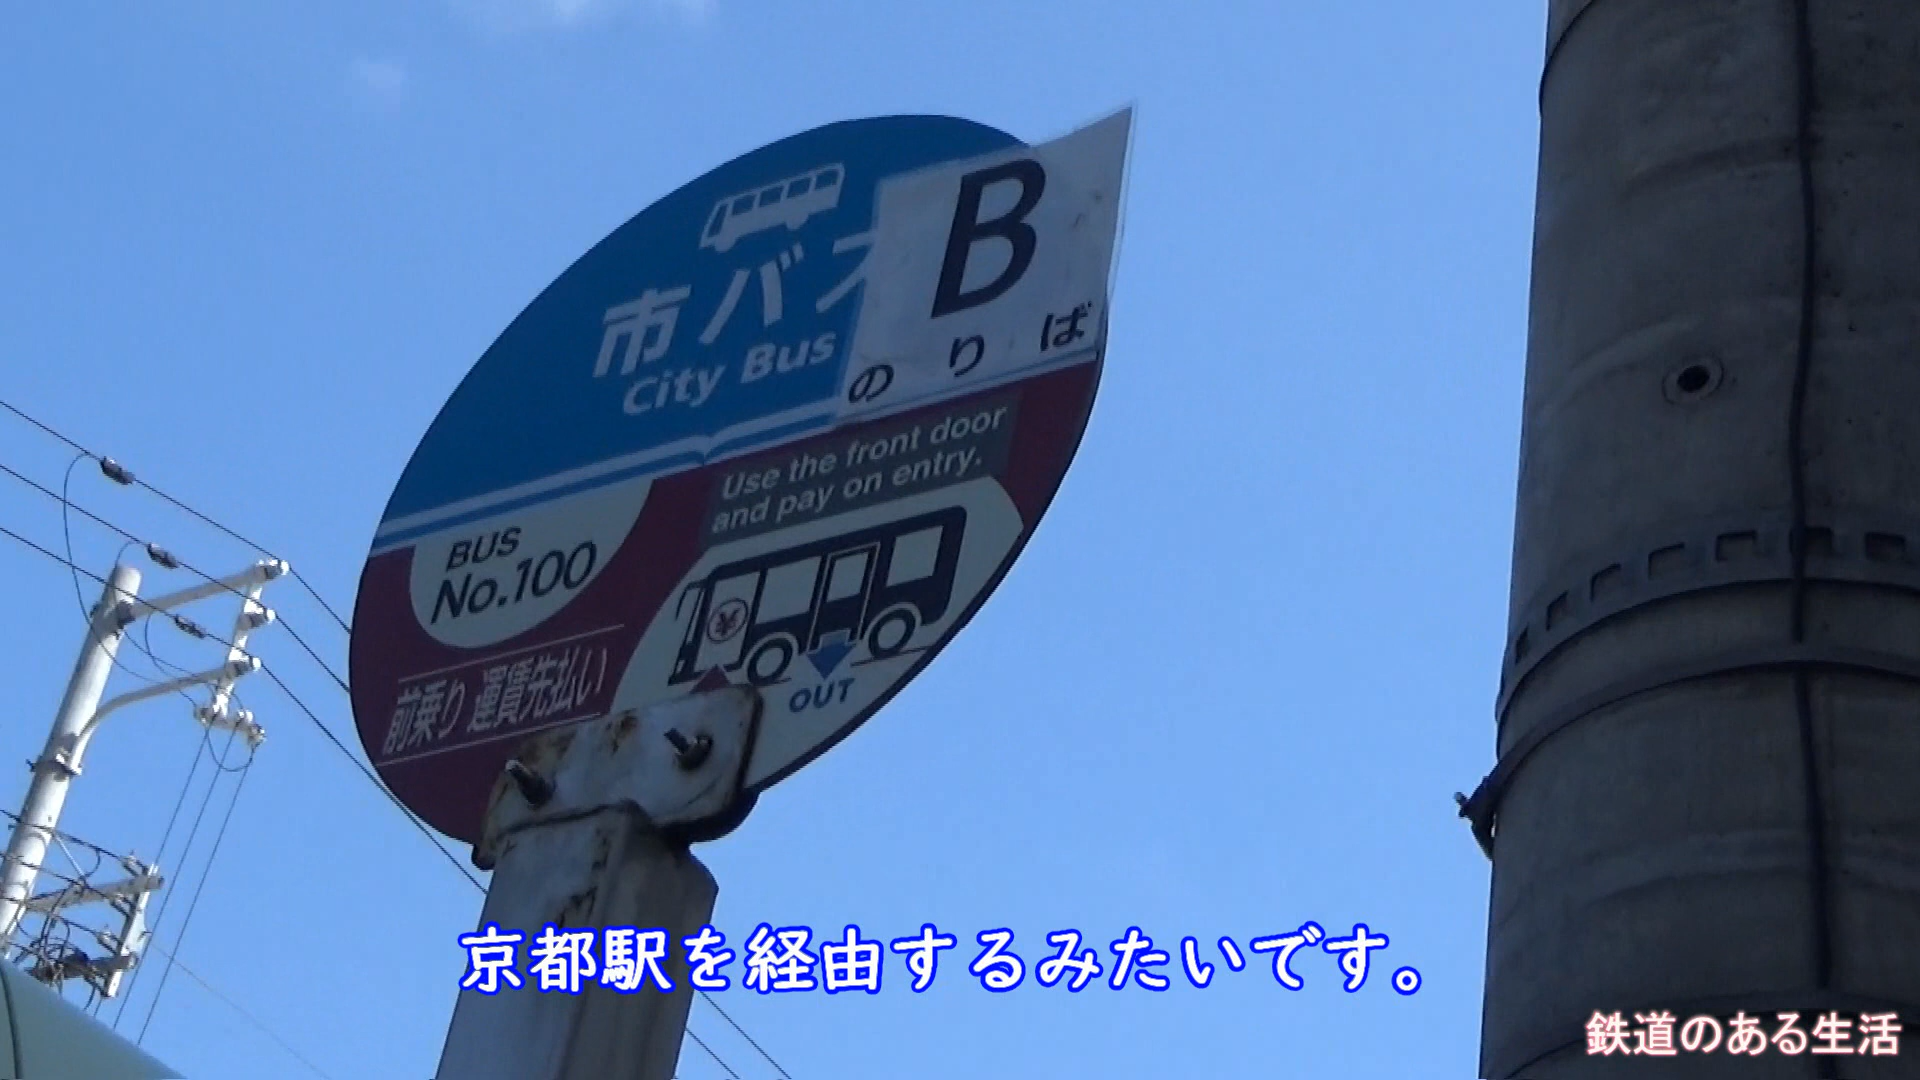 市バス
City Bus
B
のりば
Use the front door
and pay on entry.
BUS
No.100
¥
OUT
前乗り 運賃先払い
京都駅を経由するみたいです。
鉄道のある生活